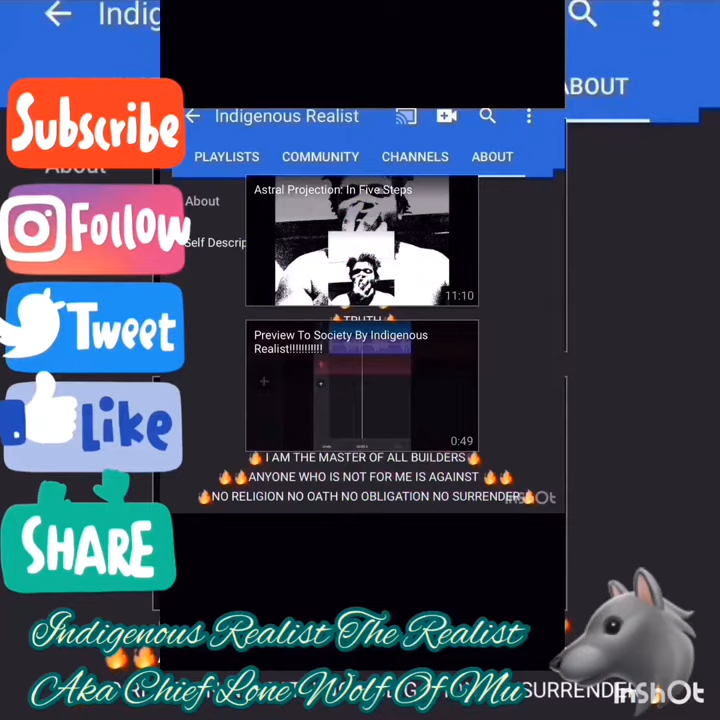 Indig
ABOUT
Subscribe
About
Follow
Tweet
Like
SHARE
Indigenous Realist
PLAYLISTS COMMUNITY CHANNELS ABOUT
About
Self Descrip
Astral Projection: In Five Steps
11:10
TRUTH
Preview To Society By Indigenous
Realist!!!!!!!!!!!
0:49
🔥 I AM THE MASTER OF ALL BUILDERS🔥
🔥🔥ANYONE WHO IS NOT FOR ME IS AGAINST 🔥🔥
🔥NO RELIGION NO OATH NO OBLIGATION NO SURRENDER🔥
InShOt
Indigenous Realist The Realist
Aka Chief Lone Wolf Of Mu
SURRENDER
InShOt